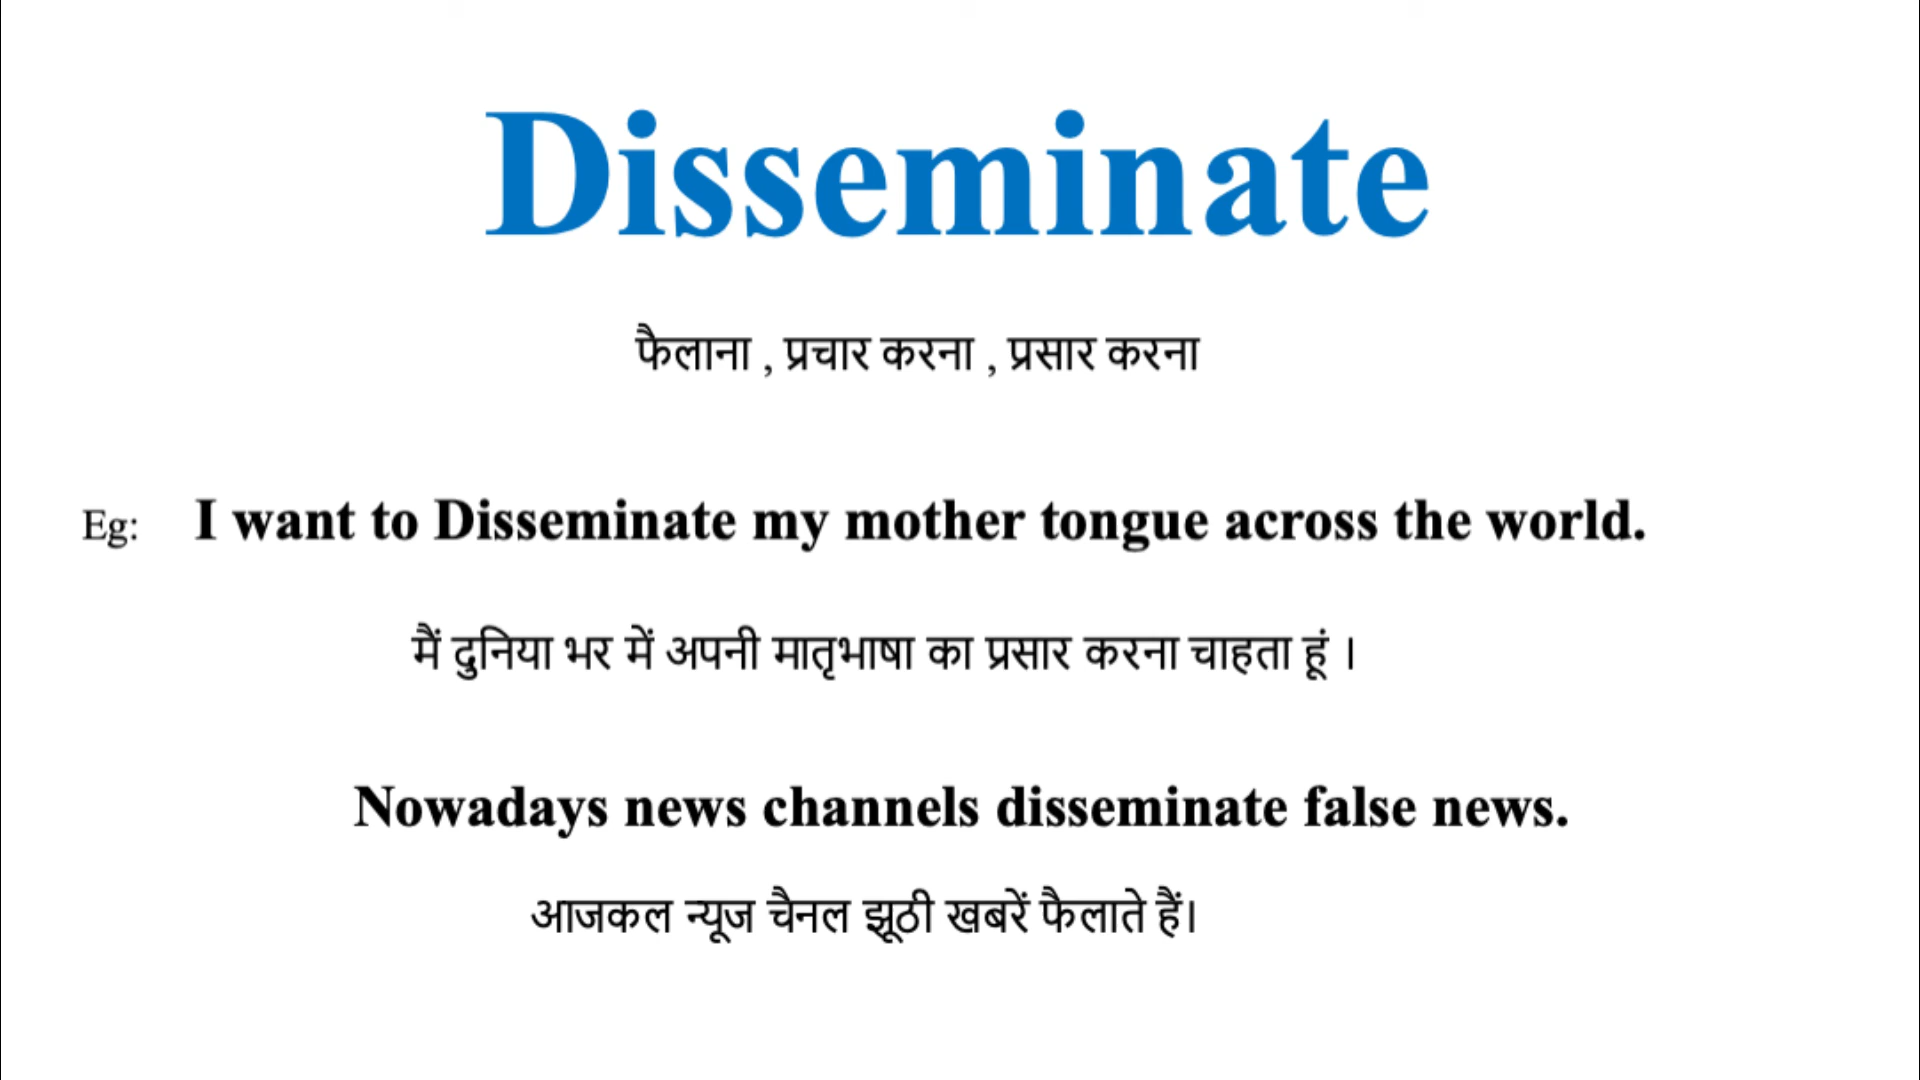 Disseminate
फैलाना , प्रचार करना , प्रसार करना
Eg: I want to Disseminate my mother tongue across the world.
मैं दुनिया भर में अपनी मातृभाषा का प्रसार करना चाहता हूं ।
Nowadays news channels disseminate false news.
आजकल न्यूज चैनल झूठी खबरें फैलाते हैं।